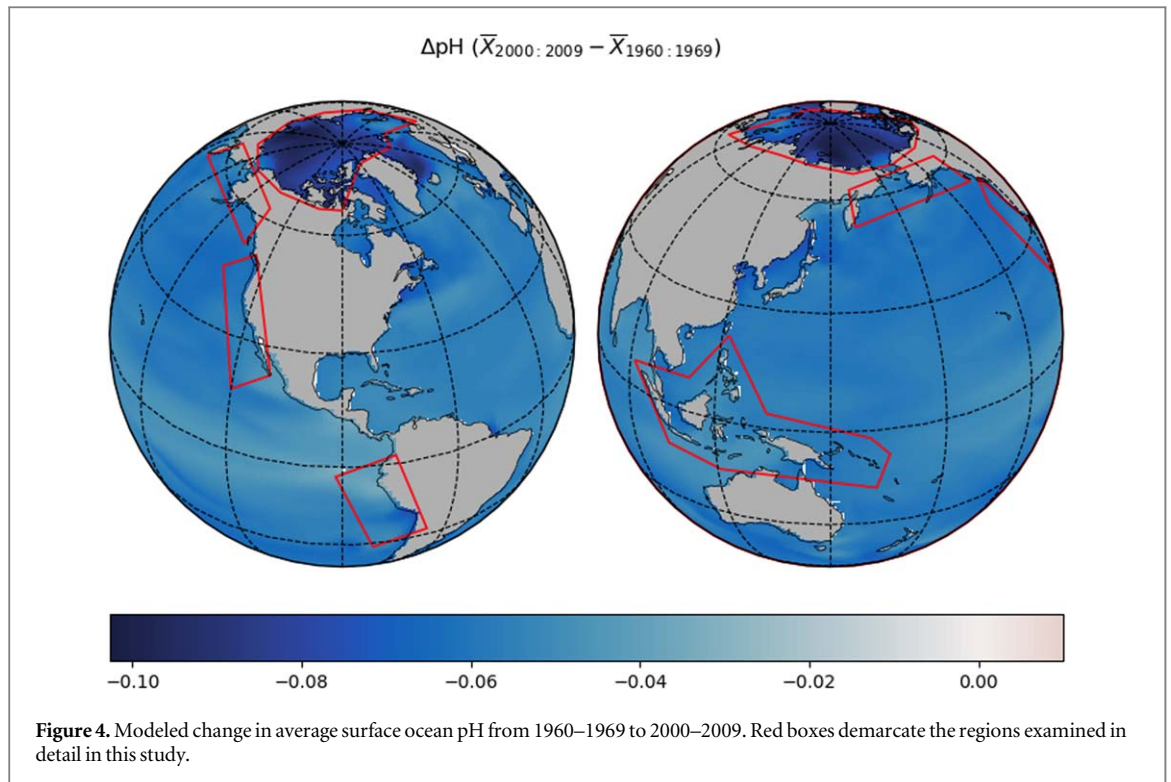 ΔpH (X̅2000 : 2009 − X̅1960 : 1969)
−0.10 −0.08 −0.06 −0.04 −0.02 0.00
Figure 4. Modeled change in average surface ocean pH from 1960–1969 to 2000–2009. Red boxes demarcate the regions examined in
detail in this study.